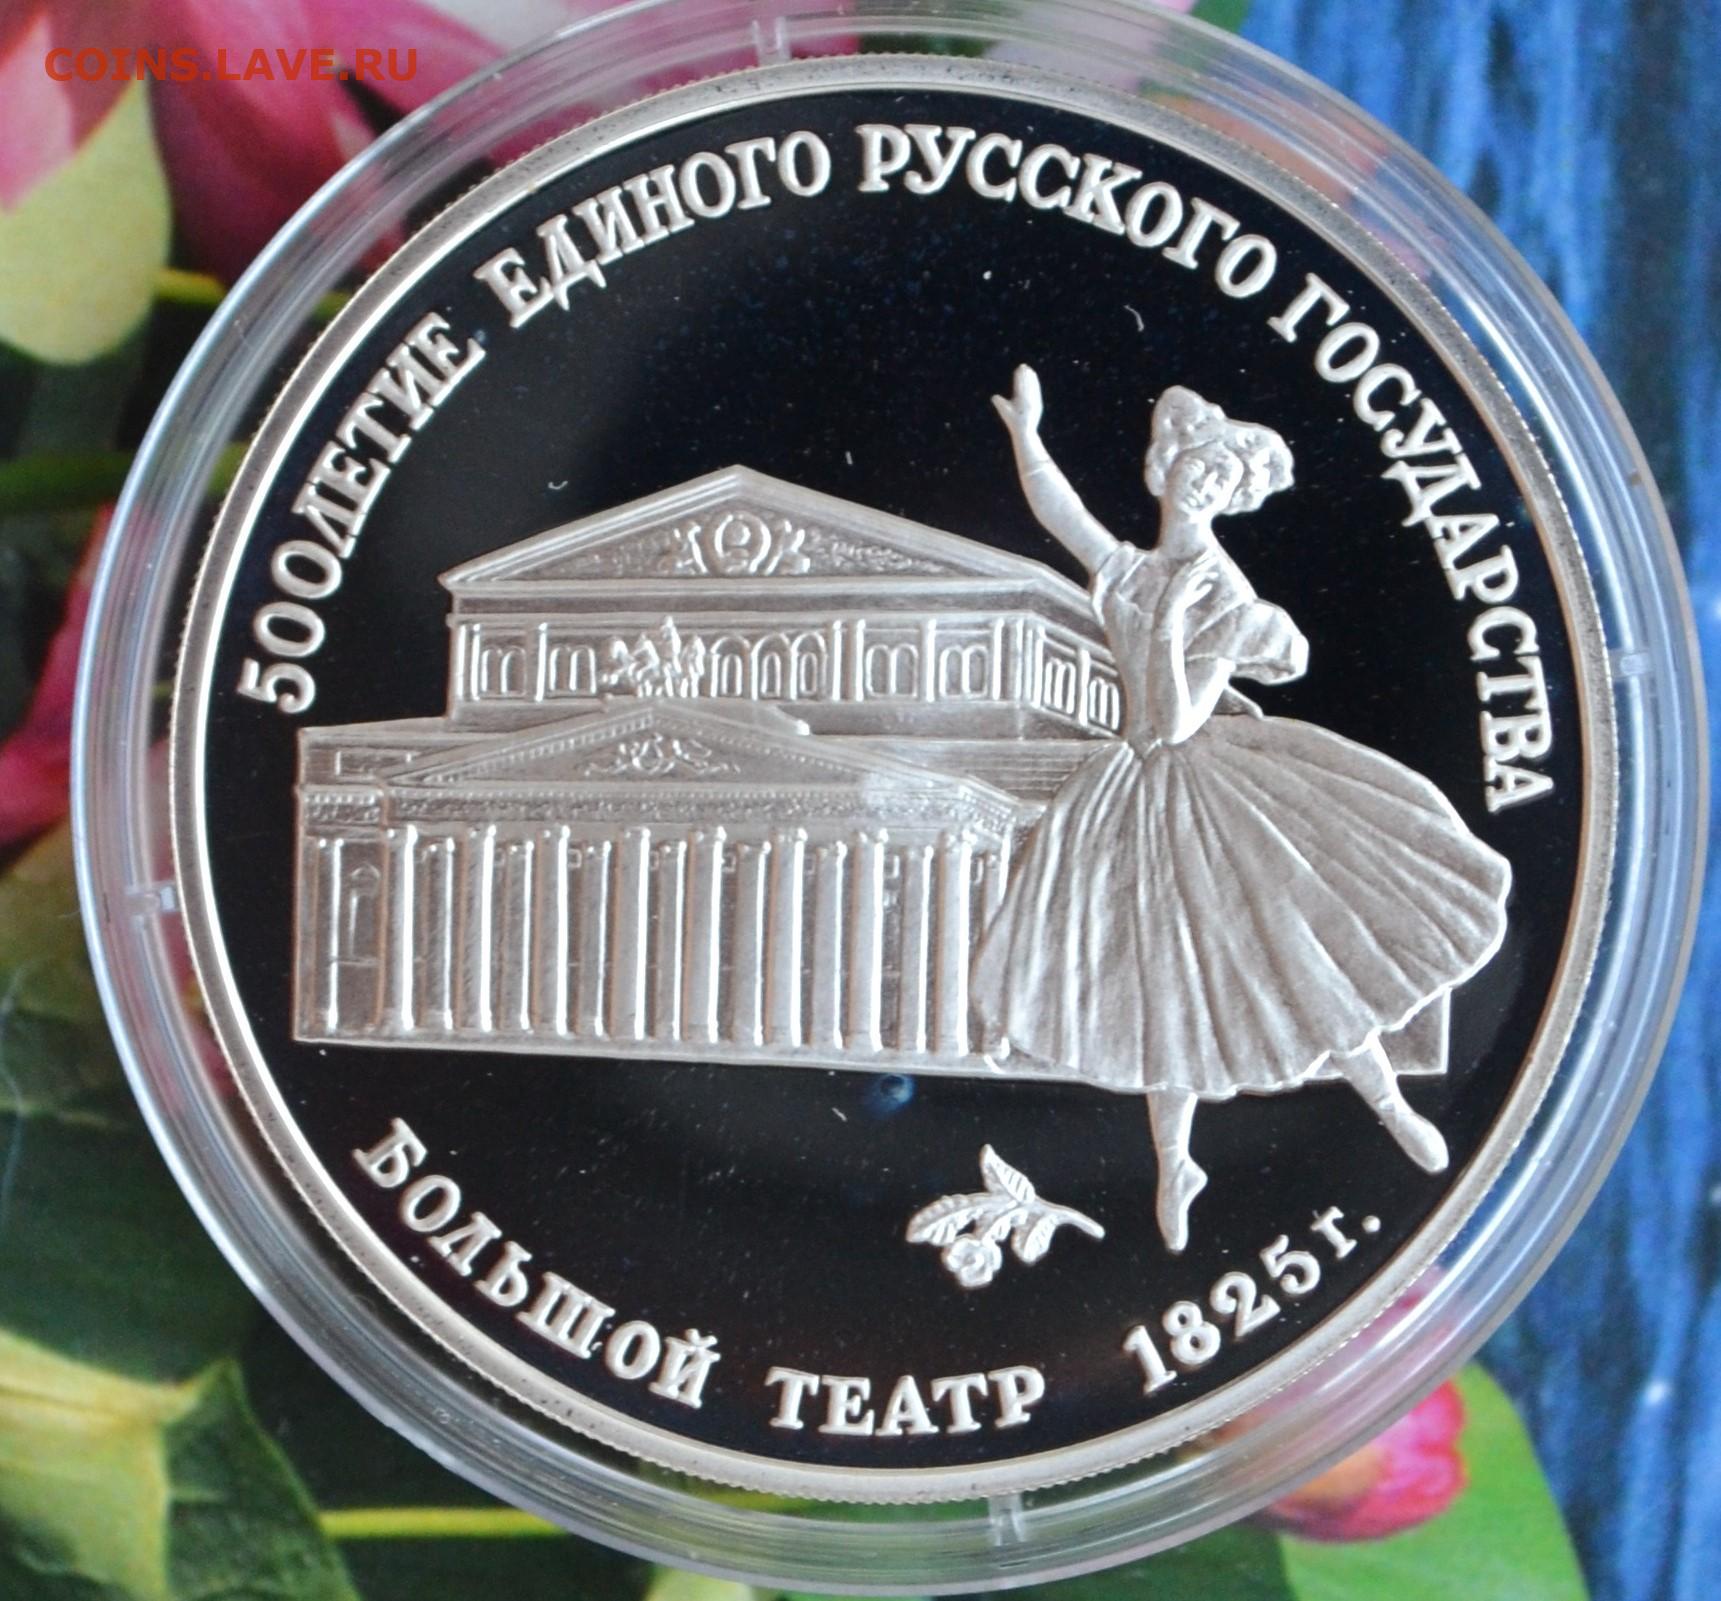 COINS.LAVE.RU
500ЛЕТИЕ ЕДИНОГО РУССКОГО ГОСУДАРСТВА
БОЛЬШОЙ ТЕАТР 1825 г.